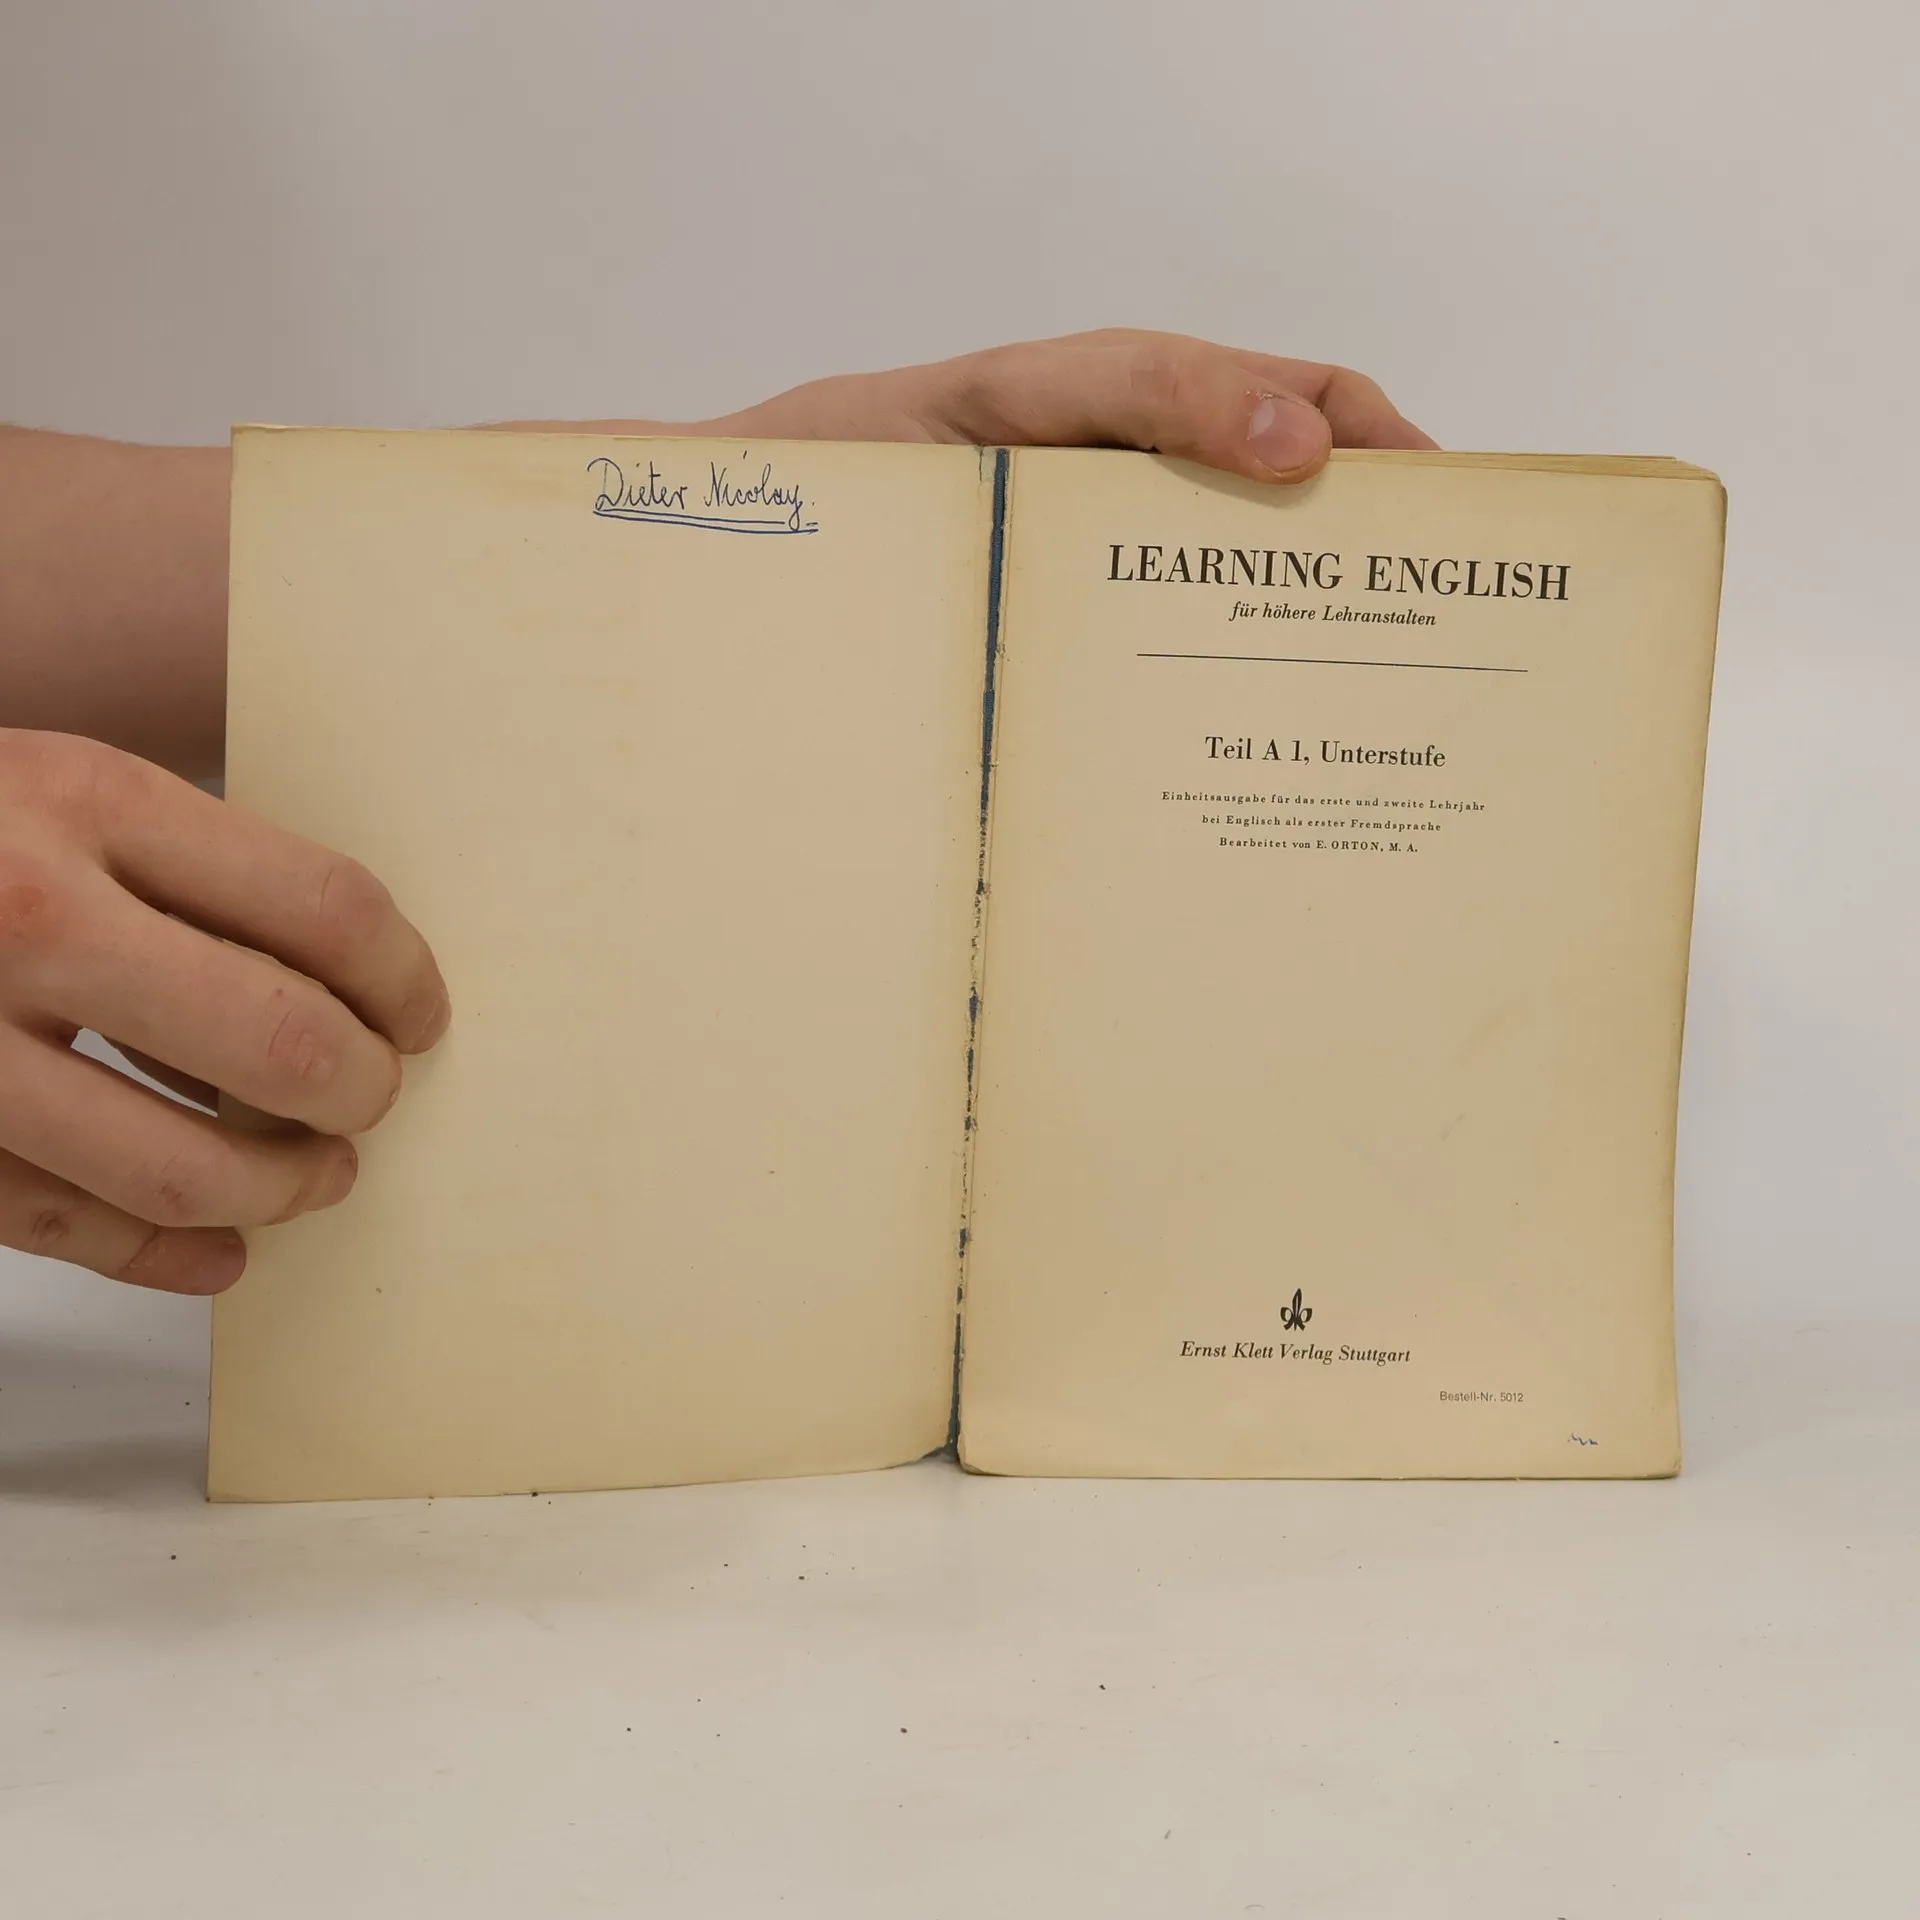 Dieter Nicolay.
LEARNING ENGLISH
für höhere Lehranstalten
Teil A 1, Unterstufe
Einheitsausgabe für das erste und zweite Lehrjahr
bei Englisch als erster Fremdsprache
Bearbeitet von E. ORTON, M. A.
Ernst Klett Verlag Stuttgart
Bestell-Nr. 5012